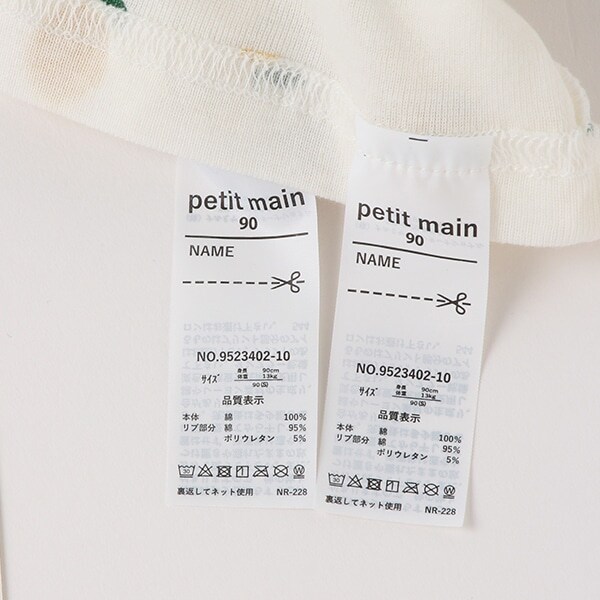 petit main
90
NAME
NO.9523402-10
サイズ 身長 90cm
体重 13kg
90(S)
品質表示
本体 綿 100%
リブ部分 綿 95%
ポリウレタン 5%
30
裏返してネット使用 NR-228
petit main
90
NAME
NO.9523402-10
サイズ 身長 90cm
体重 13kg
品質表示
本体 綿 100%
リブ部分 綿 95%
ポリウレタン 5%
30
裏返してネット使用 NR-228